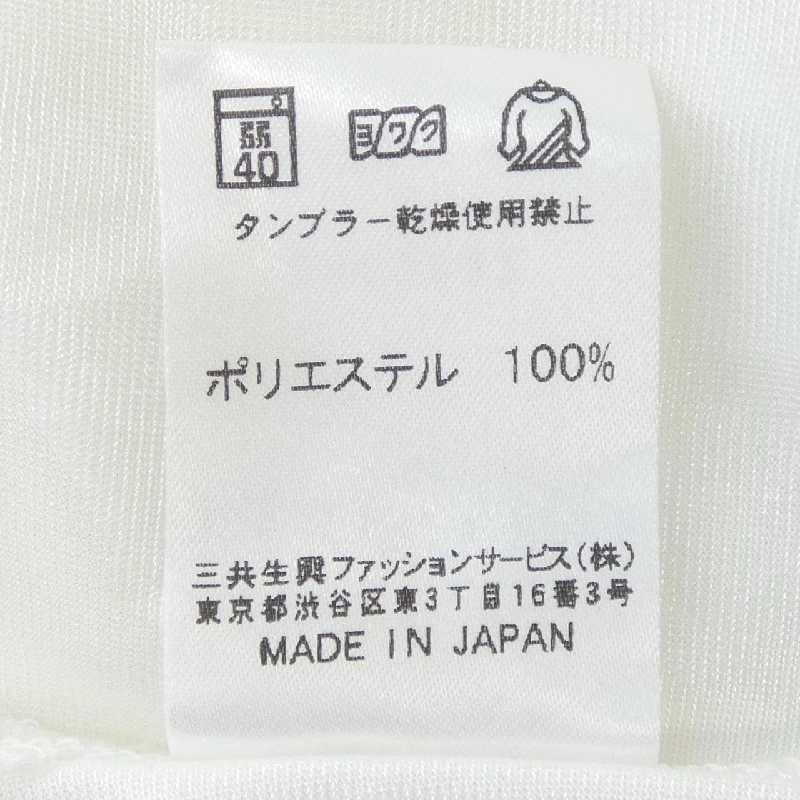 弱 40 ヨワク
タンブラー乾燥使用禁止
ポリエステル 100%
三共生興ファッションサービス(株)
東京都渋谷区東3丁目16番3号
MADE IN JAPAN